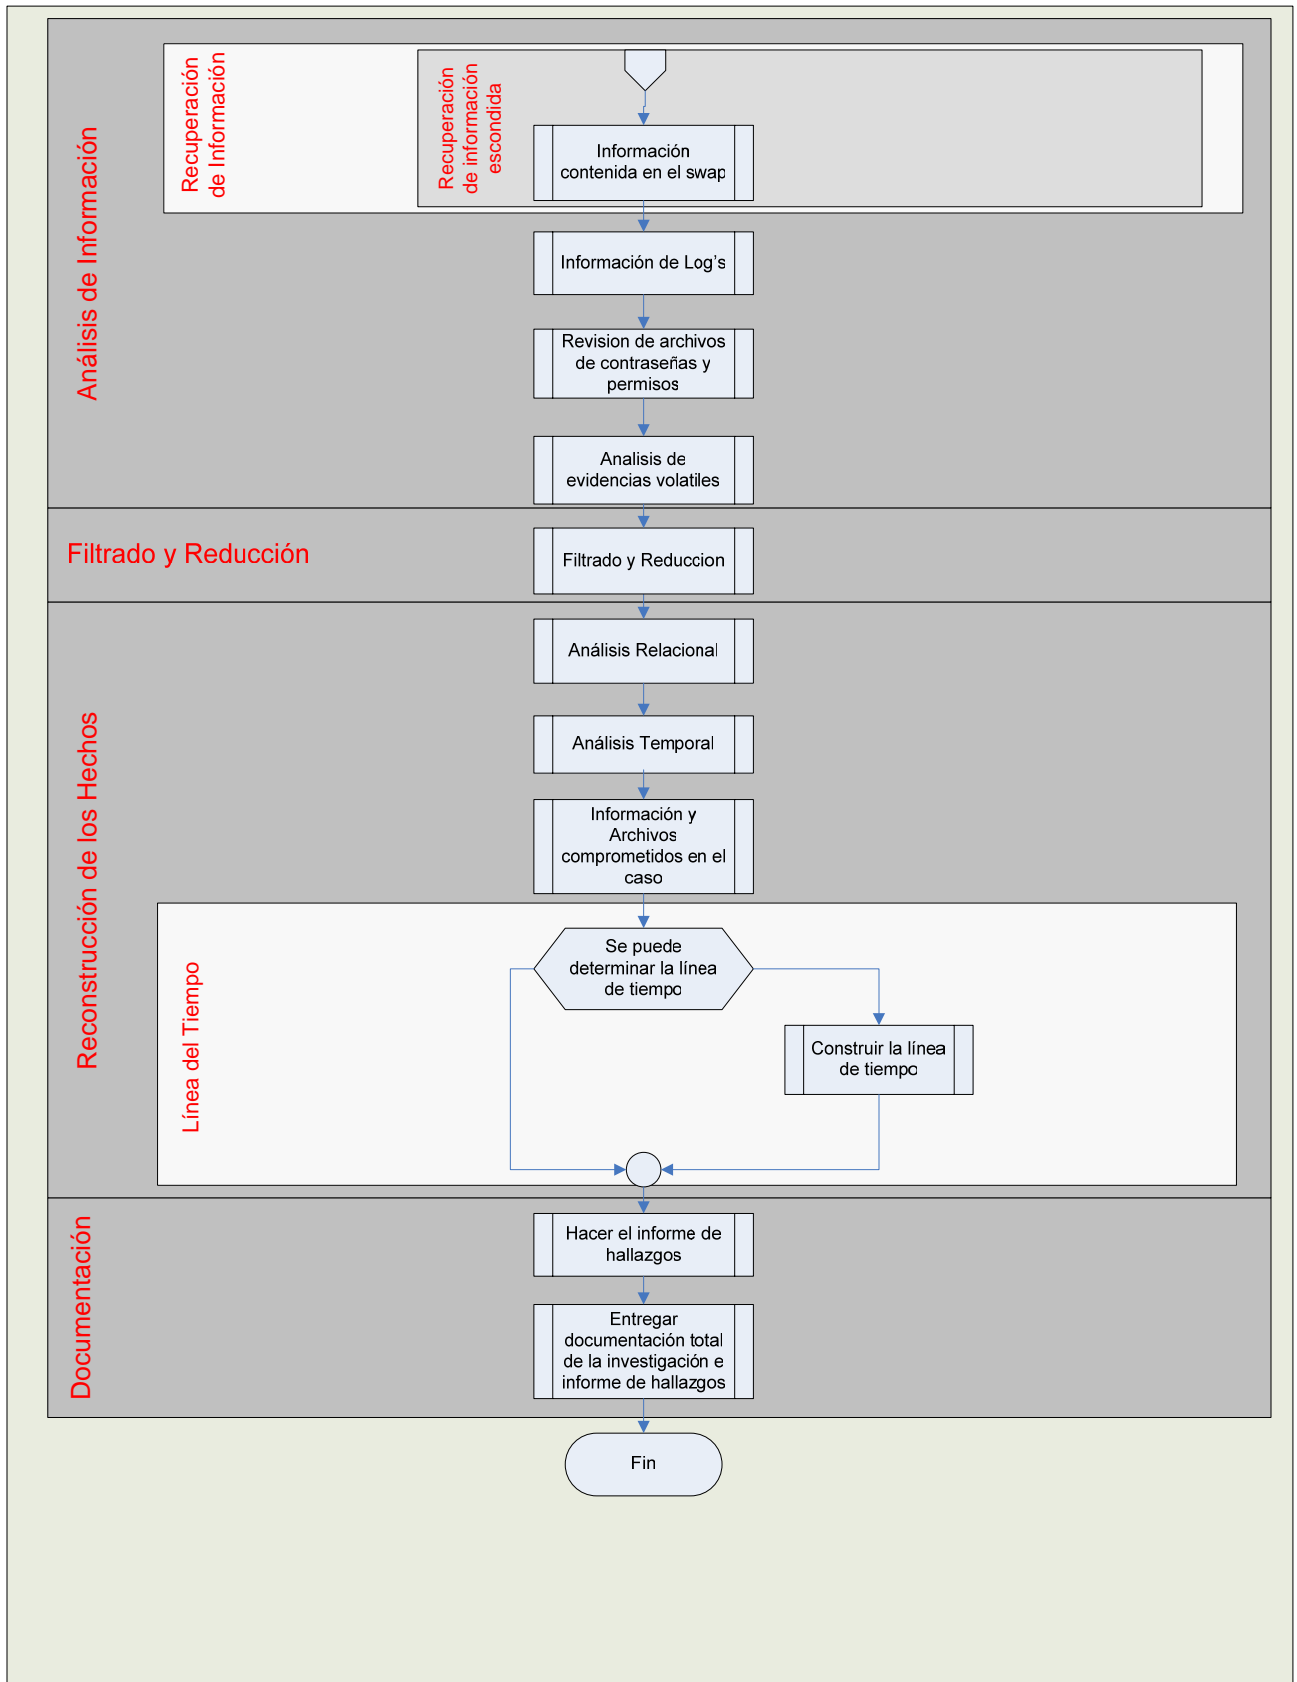 Análisis de Información
Recuperación
de Información
Recuperación
de información
escondida
Información
contenida en el swap
Información de Log's
Revision de archivos
de contraseñas y
permisos
Analisis de
evidencias volatiles
Filtrado y Reducción
Filtrado y Reduccion
Reconstrucción de los Hechos
Análisis Relacional
Análisis Temporal
Información y
Archivos
comprometidos en el
caso
Línea del Tiempo
Se puede
determinar la línea
de tiempo
Construir la línea
de tiempo
Documentación
Hacer el informe de
hallazgos
Entregar
documentación total
de la investigación e
informe de hallazgos
Fin